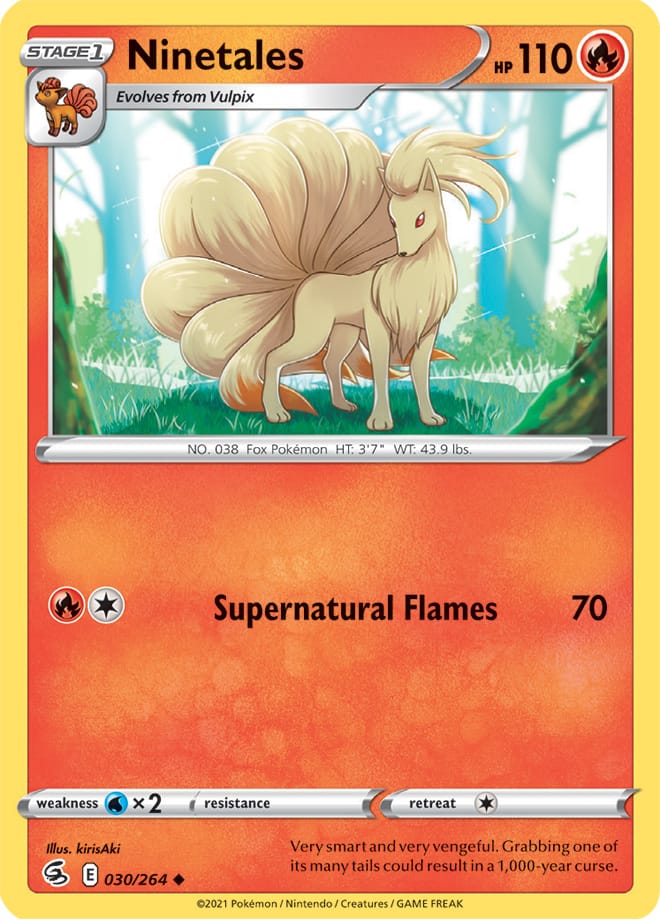 STAGE1
Ninetales
HP 110
Evolves from Vulpix
NO. 038 Fox Pokémon HT: 3'7" WT: 43.9 lbs.
Supernatural Flames 70
weakness ×2 resistance retreat
Illus. kirisAki
Very smart and very vengeful. Grabbing one of
its many tails could result in a 1,000-year curse.
E 030/264
©2021 Pokémon / Nintendo / Creatures / GAME FREAK